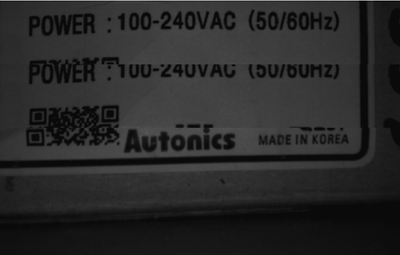 POWER : 100-240VAC (50/60Hz)
POWER : 100-240VAC (50/60Hz)
Autonics MADE IN KOREA